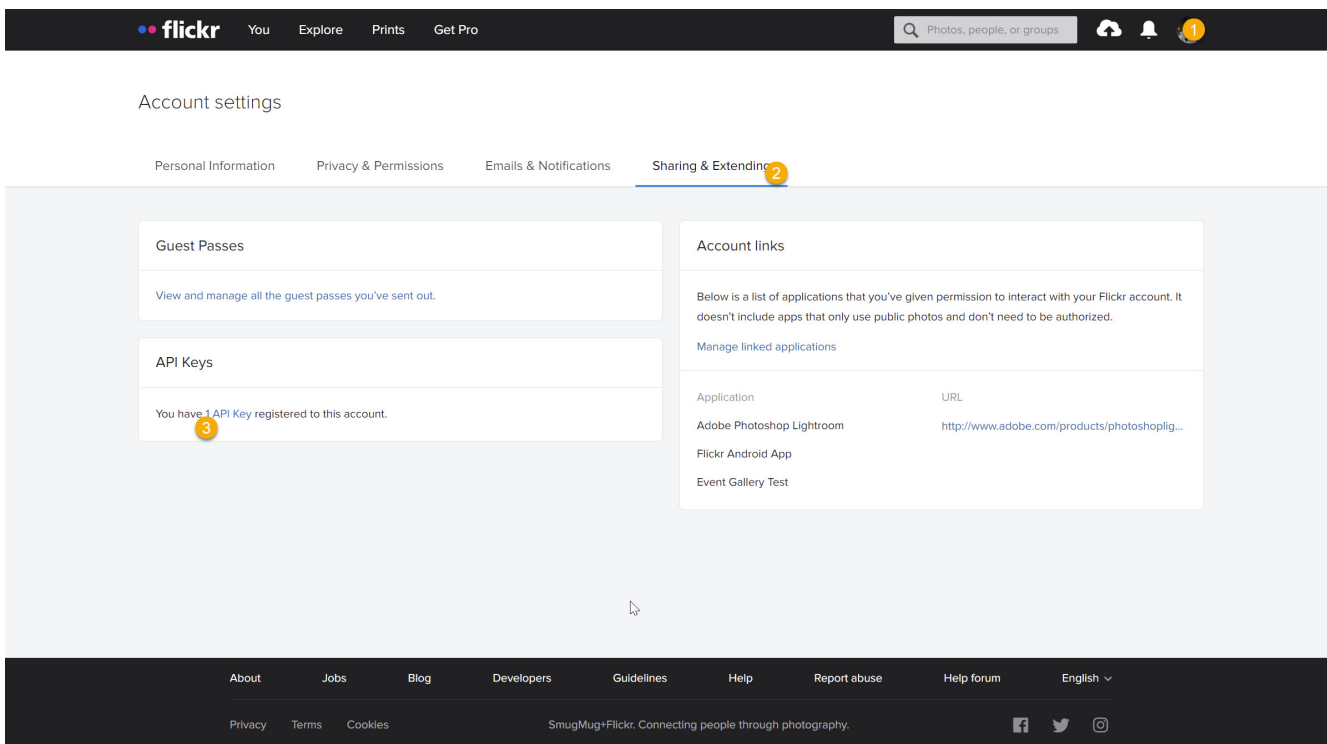 flickr You Explore Prints Get Pro Photos, people, or groups 1
Account settings
Personal Information Privacy & Permissions Emails & Notifications Sharing & Extending 2
Guest Passes
View and manage all the guest passes you've sent out.
API Keys
You have 1 API Key registered to this account.
3
Account links
Below is a list of applications that you've given permission to interact with your Flickr account. It
doesn't include apps that only use public photos and don't need to be authorized.
Manage linked applications
Application URL
Adobe Photoshop Lightroom http://www.adobe.com/products/photoshoplig...
Flickr Android App
Event Gallery Test
About Jobs Blog Developers Guidelines Help Report abuse Help forum English
Privacy Terms Cookies SmugMug+Flickr. Connecting people through photography.